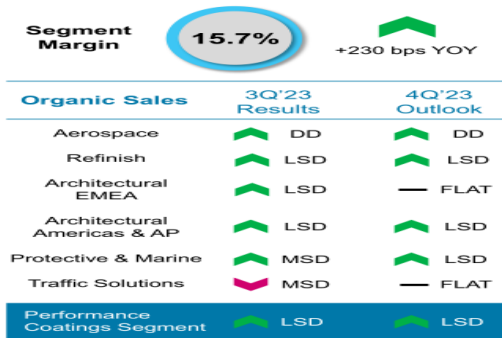 Segment
Margin
15.7%
+230 bps YOY
Organic Sales
3Q'23
Results
4Q'23
Outlook
Aerospace DD DD
Refinish LSD LSD
Architectural
EMEA LSD FLAT
Architectural
Americas & AP LSD LSD
Protective & Marine MSD LSD
Traffic Solutions MSD FLAT
Performance
Coatings Segment LSD LSD